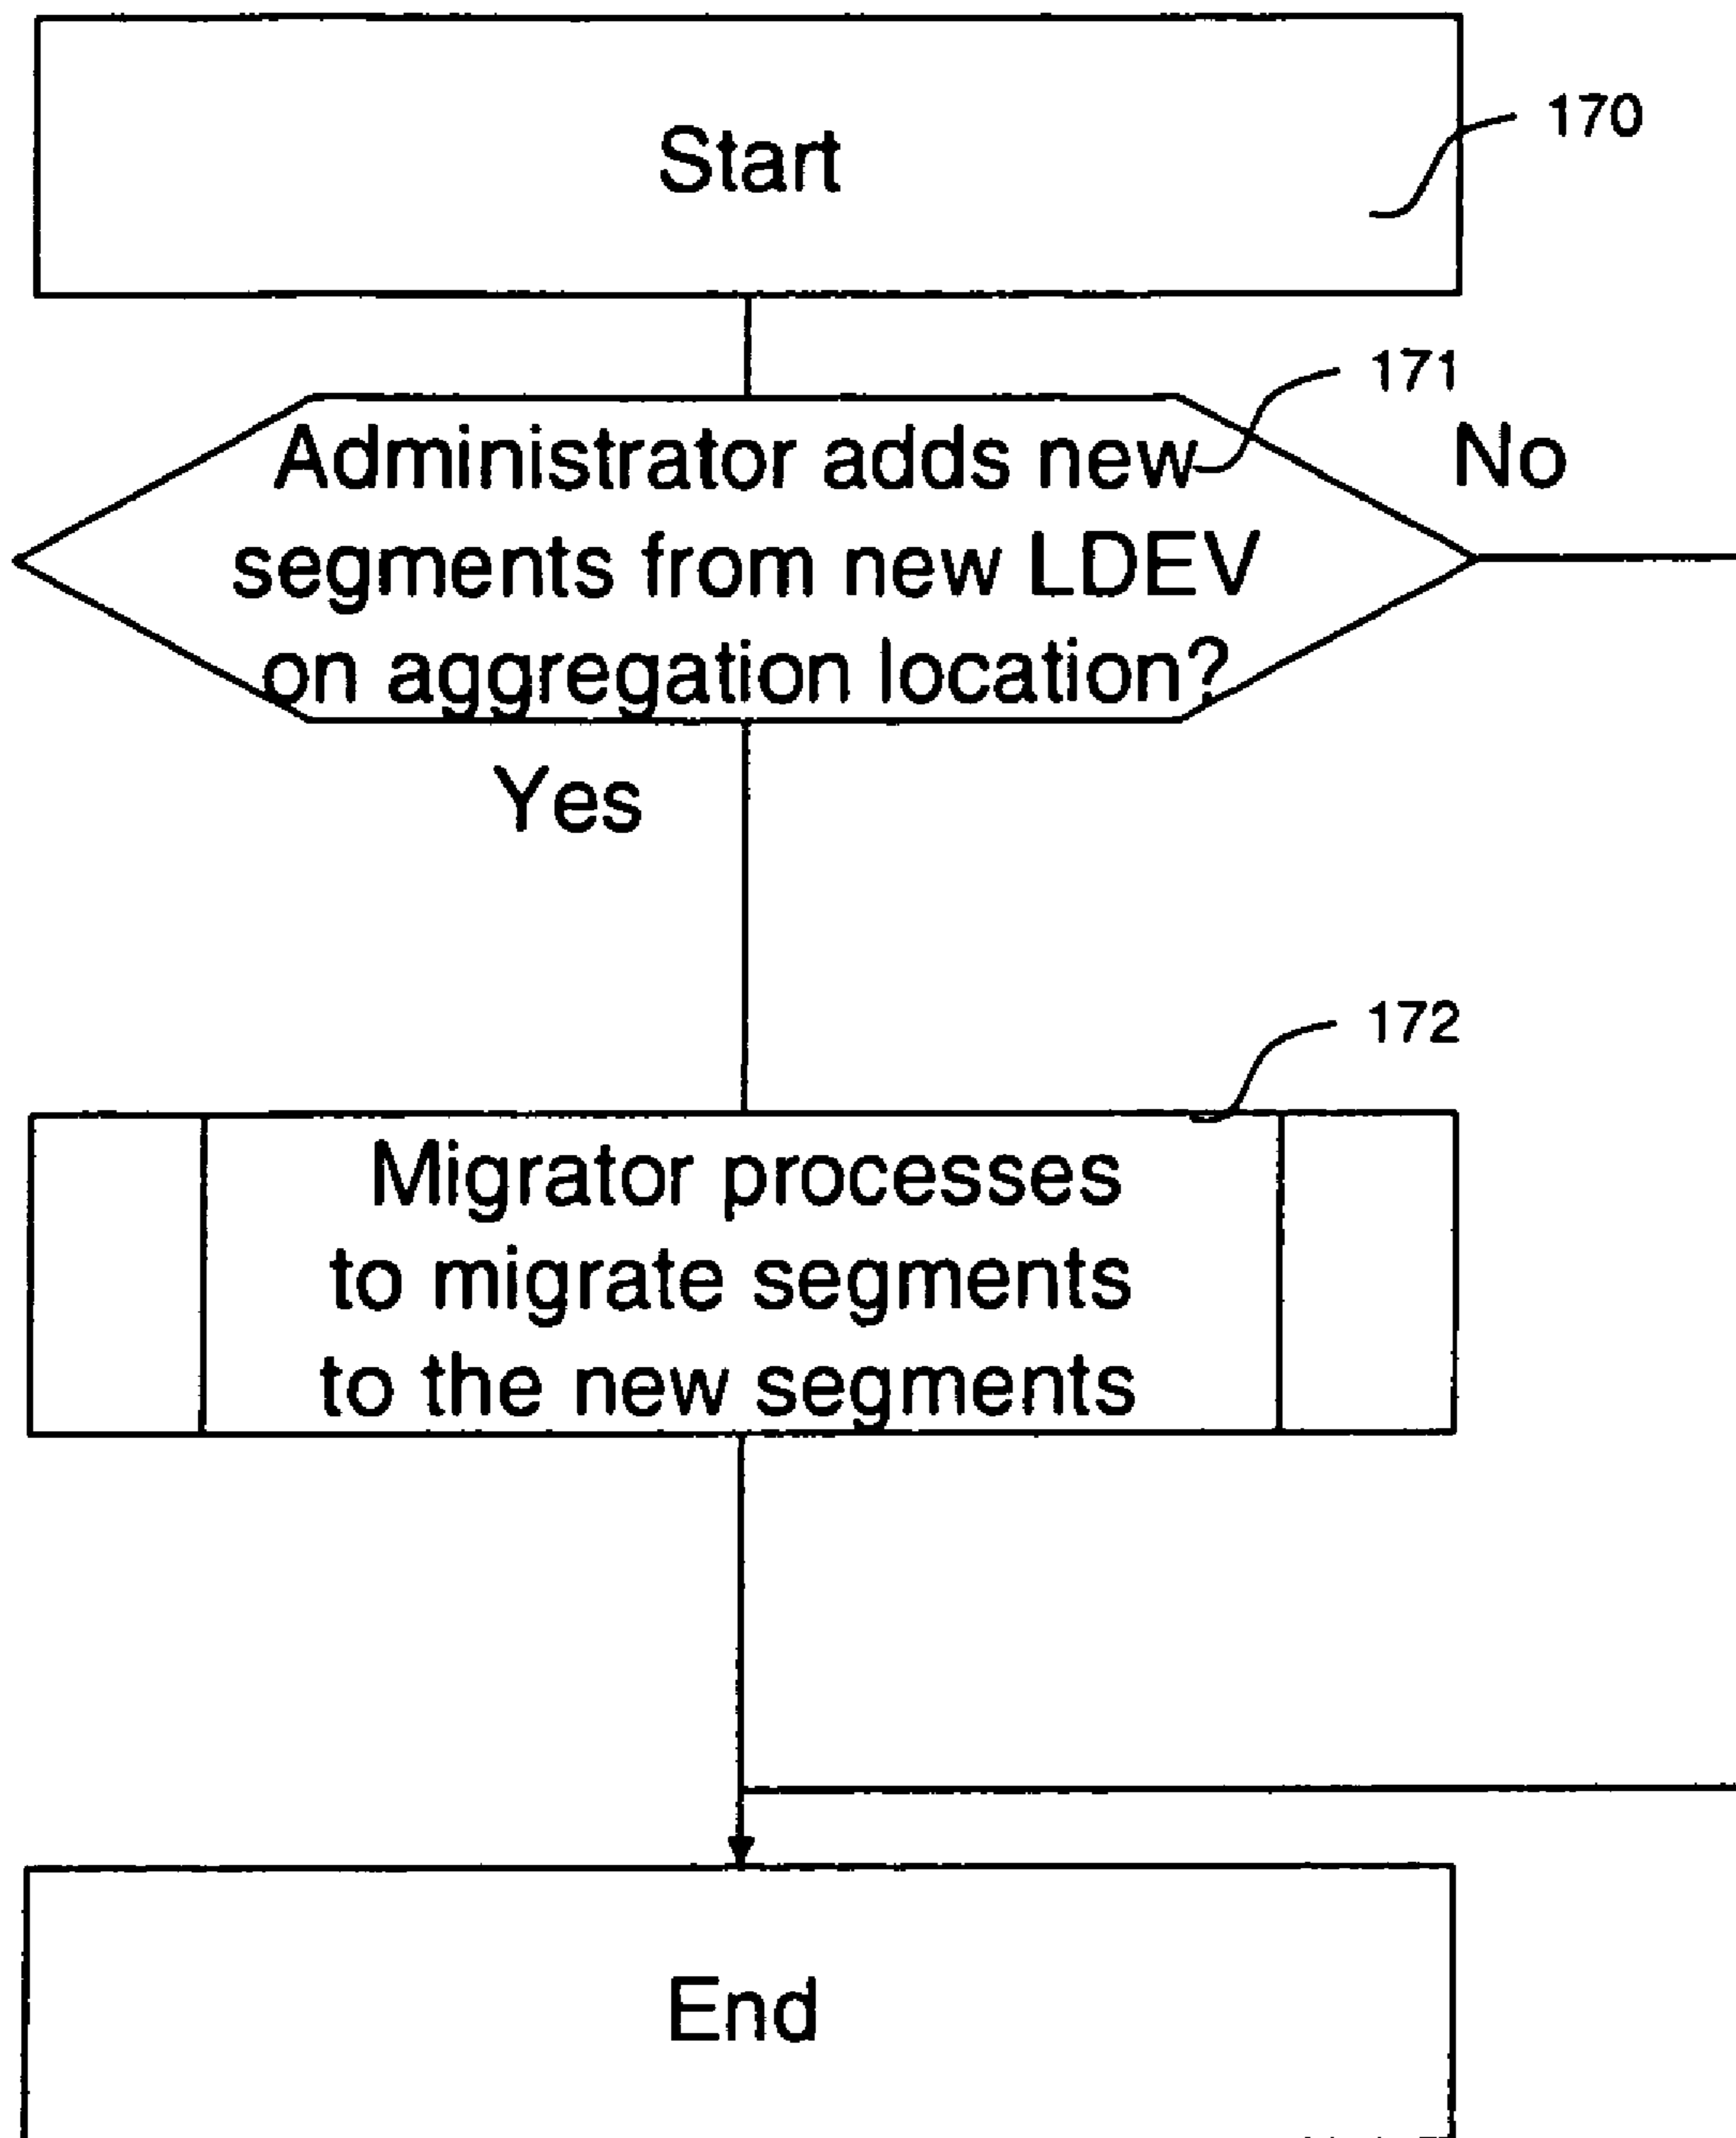 Start
170
171
Administrator adds new
segments from new LDEV
on aggregation location?
No
Yes
172
Migrator processes
to migrate segments
to the new segments
End